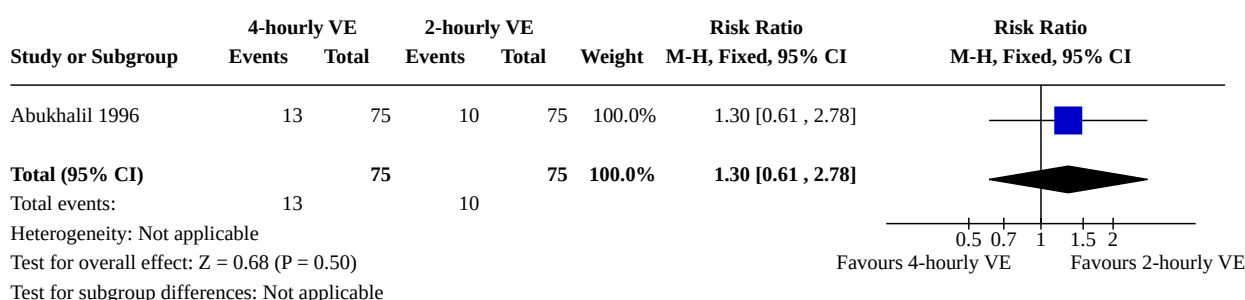 4-hourly VE 2-hourly VE Risk Ratio Risk Ratio
Study or Subgroup Events Total Events Total Weight M-H, Fixed, 95% CI M-H, Fixed, 95% CI
Abukhalil 1996 13 75 10 75 100.0% 1.30 [0.61 , 2.78]
Total (95% CI) 75 75 100.0% 1.30 [0.61 , 2.78]
Total events: 13 10
Heterogeneity: Not applicable
0.5 0.7 1 1.5 2
Test for overall effect: Z = 0.68 (P = 0.50) Favours 4-hourly VE Favours 2-hourly VE
Test for subgroup differences: Not applicable